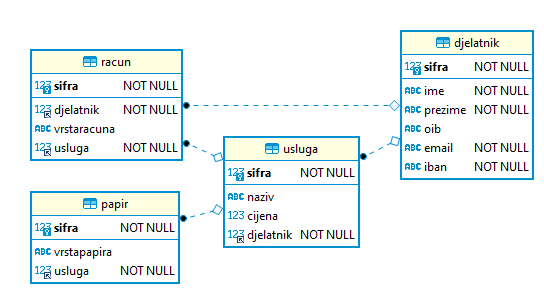 racun
123 sifra NOT NULL
123 djelatnik NOT NULL
ABC vrstaracuna
123 usluga NOT NULL
djelatnik
123 sifra NOT NULL
ABC ime NOT NULL
ABC prezime NOT NULL
ABC oib
ABC email NOT NULL
ABC iban NOT NULL
usluga
123 sifra NOT NULL
ABC naziv
123 cijena
123 djelatnik NOT NULL
papir
123 sifra NOT NULL
ABC vrstapapira
123 usluga NOT NULL